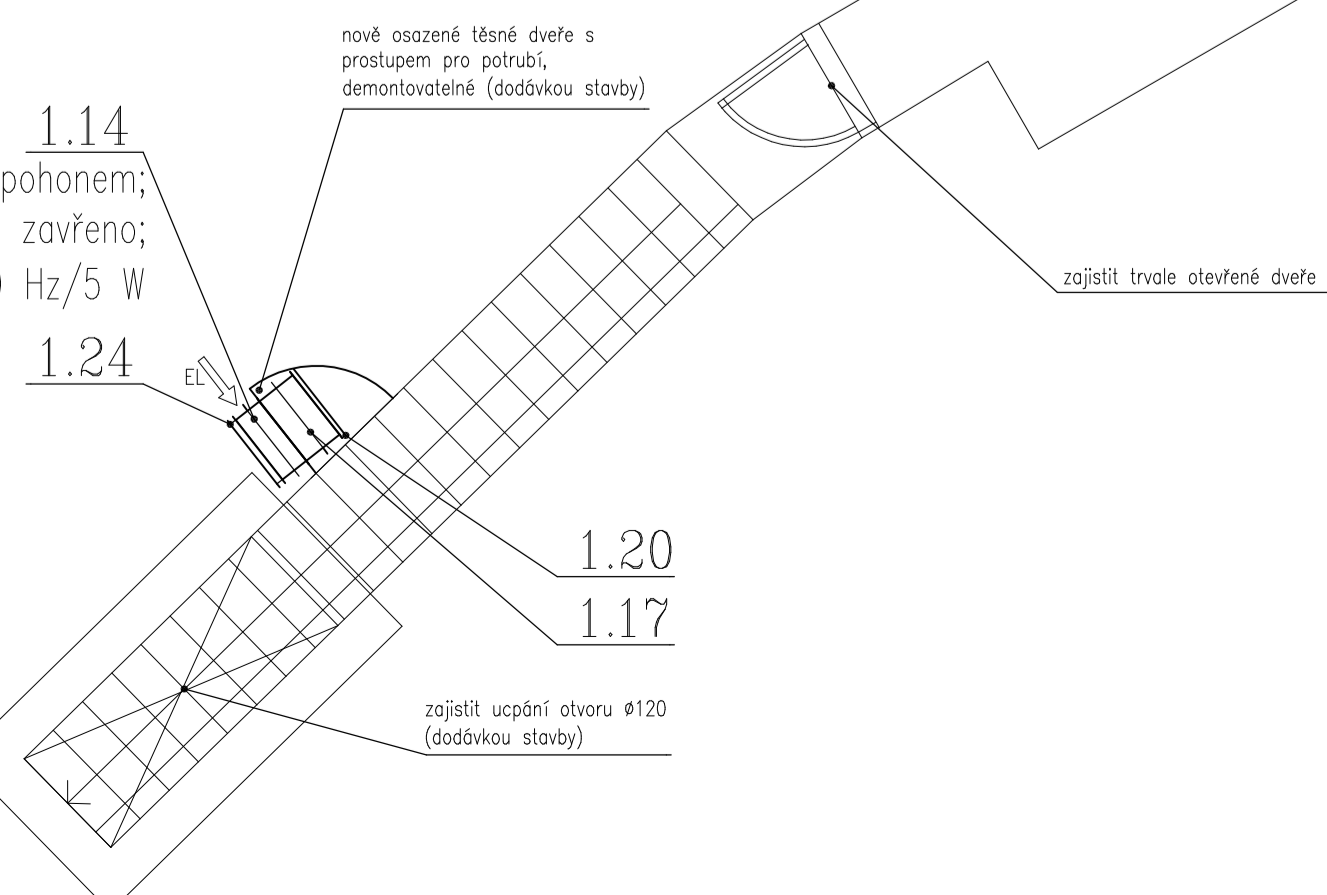 nově osazené těsné dveře s
prostupem pro potrubí,
demontovatelné (dodávkou stavby)
1.14
pohonem;
zavřeno;
Hz/5 W
1.24
EL
zajistit trvale otevřené dveře
1.20
1.17
zajistit ucpání otvoru ø120
(dodávkou stavby)